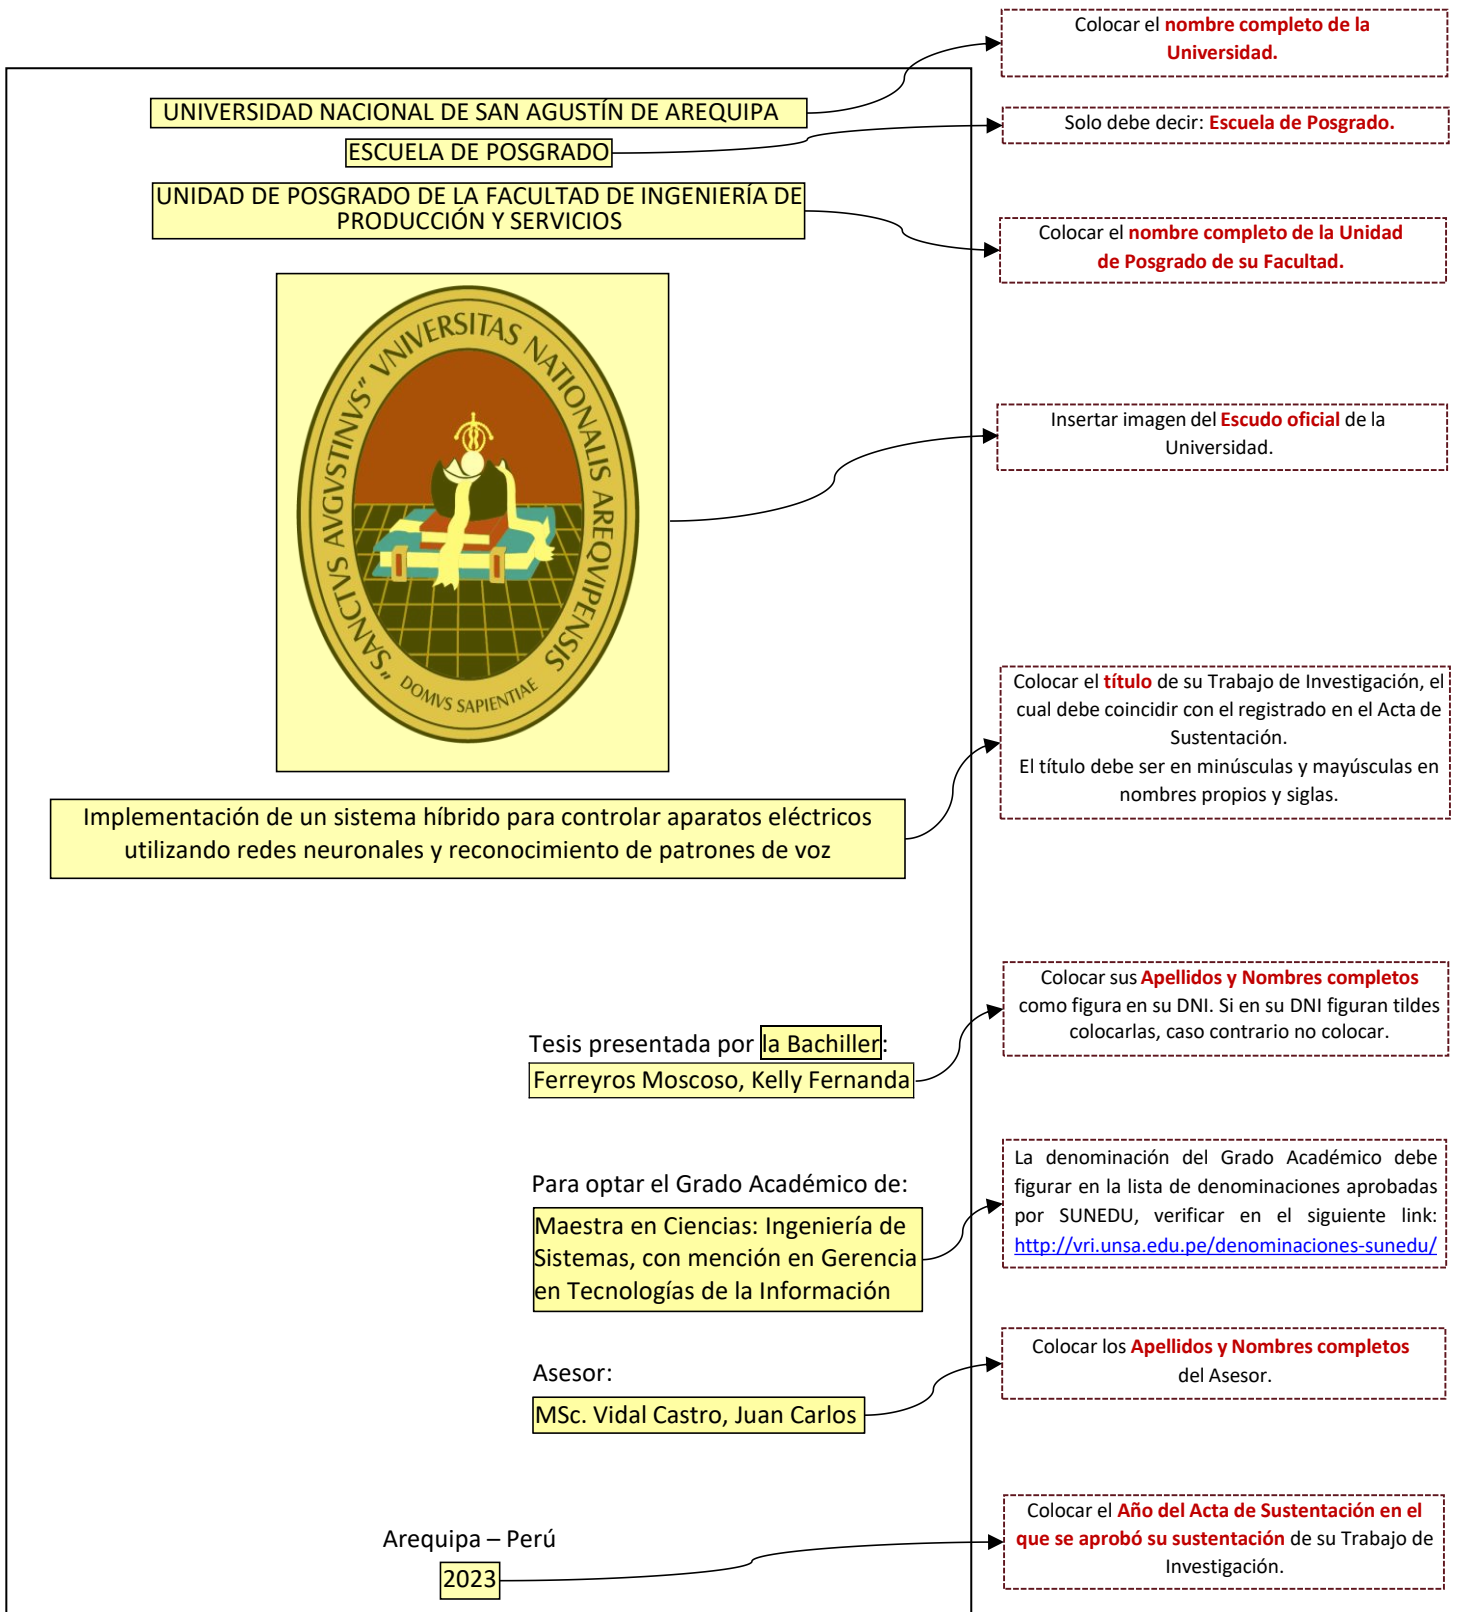 Colocar el nombre completo de la
Universidad.
UNIVERSIDAD NACIONAL DE SAN AGUSTÍN DE AREQUIPA
Solo debe decir: Escuela de Posgrado.
ESCUELA DE POSGRADO
UNIDAD DE POSGRADO DE LA FACULTAD DE INGENIERÍA DE
PRODUCCIÓN Y SERVICIOS
Colocar el nombre completo de la Unidad
de Posgrado de su Facultad.
"SANCTVS AVGVSTINVS" VNIVERSITAS NATIONALIS AREQVIPENSIS
DOMVS SAPIENTIAE
Insertar imagen del Escudo oficial de la
Universidad.
Colocar el título de su Trabajo de Investigación, el
cual debe coincidir con el registrado en el Acta de
Sustentación.
El título debe ser en minúsculas y mayúsculas en
nombres propios y siglas.
Implementación de un sistema híbrido para controlar aparatos eléctricos
utilizando redes neuronales y reconocimiento de patrones de voz
Colocar sus Apellidos y Nombres completos
como figura en su DNI. Si en su DNI figuran tildes
colocarlas, caso contrario no colocar.
Tesis presentada por la Bachiller:
Ferreyros Moscoso, Kelly Fernanda
La denominación del Grado Académico debe
figurar en la lista de denominaciones aprobadas
por SUNEDU, verificar en el siguiente link:
http://vri.unsa.edu.pe/denominaciones-sunedu/
Para optar el Grado Académico de:
Maestra en Ciencias: Ingeniería de
Sistemas, con mención en Gerencia
en Tecnologías de la Información
Colocar los Apellidos y Nombres completos
del Asesor.
Asesor:
MSc. Vidal Castro, Juan Carlos
Colocar el Año del Acta de Sustentación en el
que se aprobó su sustentación de su Trabajo de
Investigación.
Arequipa – Perú
2023